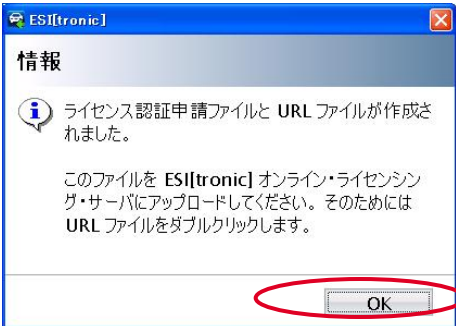 ESI[tronic]
情報
ライセンス認証申請ファイルと URL ファイルが作成さ
れました。
このファイルを ESI[tronic] オンライン・ライセンシン
グ・サーバにアップロードしてください。そのためには
URL ファイルをダブルクリックします。
OK